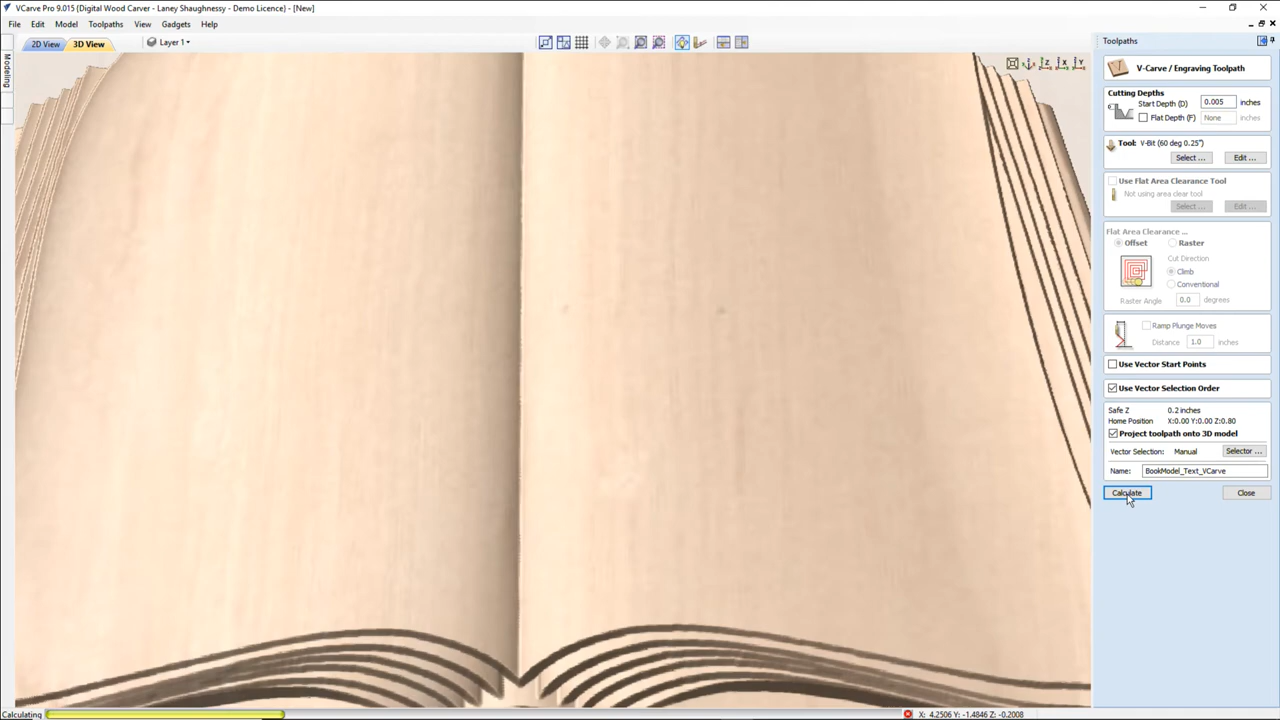 VCarve Pro 9.015 {Digital Wood Carver - Laney Shaughnessy - Demo Licence} - [New]
File Edit Model Toolpaths View Gadgets Help
2D View 3D View Layer 1
Modeling
Toolpaths
V-Carve / Engraving Toolpath
Cutting Depths
Start Depth (D) 0.005 inches
Flat Depth (F) None inches
Tool: V-Bit (60 deg 0.25")
Select ... Edit ...
Use Flat Area Clearance Tool
Not using area clear tool
Select ... Edit ...
Flat Area Clearance ...
Offset Raster
Cut Direction
Climb
Conventional
Raster Angle 0.0 degrees
Ramp Plunge Moves
Distance 1.0 inches
Use Vector Start Points
Use Vector Selection Order
Safe Z 0.2 inches
Home Position X:0.00 Y:0.00 Z:0.80
Project toolpath onto 3D model
Vector Selection: Manual Selector ...
Name: BookModel_Text_VCarve
Calculate Close
Calculating X: 4.2506 Y: -1.4846 Z: -0.2008